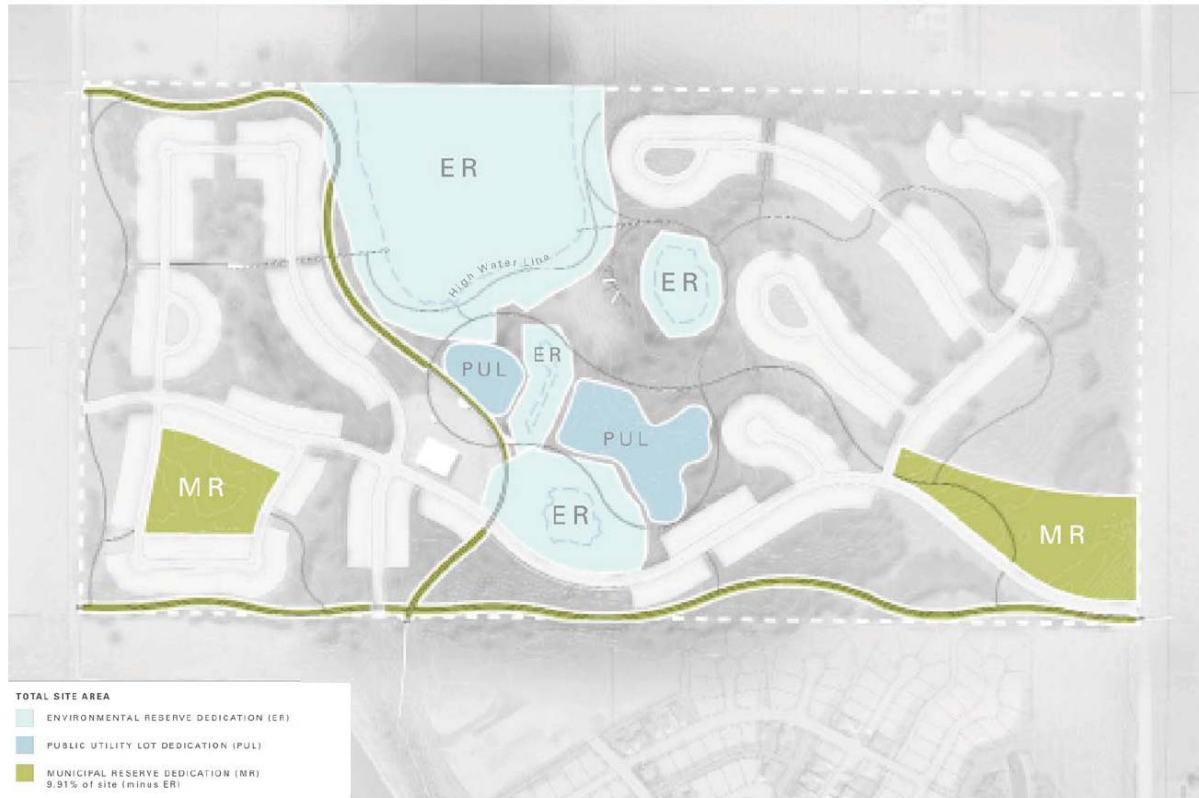 ER
High Water Line
ER
ER
PUL
PUL
MR
ER
MR
TOTAL SITE AREA
ENVIRONMENTAL RESERVE DEDICATION (ER)
PUBLIC UTILITY LOT DEDICATION (PUL)
MUNICIPAL RESERVE DEDICATION (MR)
9.91% of site (minus ER)